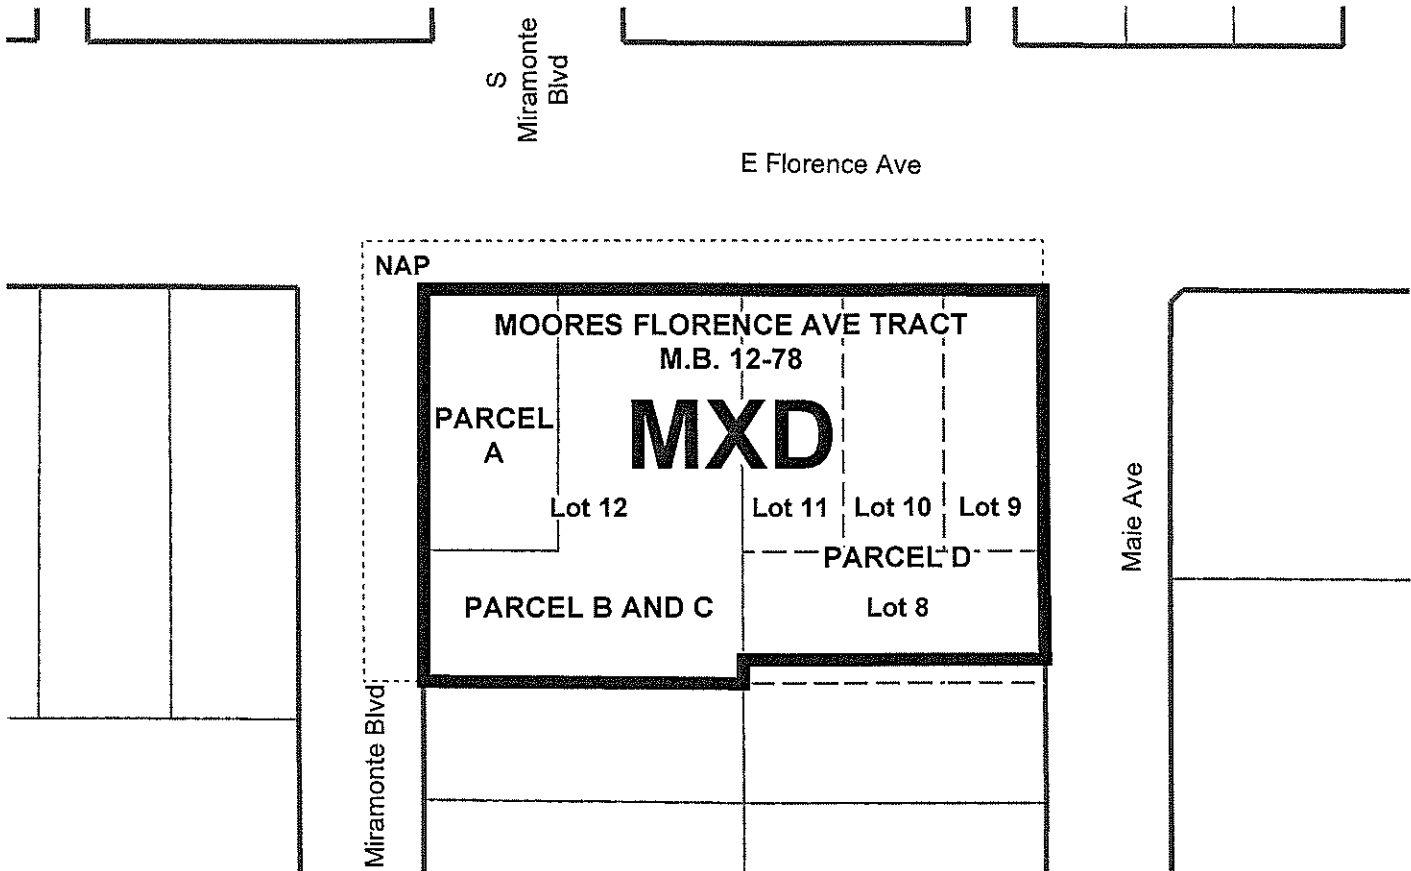 S
Miramonte
Blvd
E Florence Ave
NAP
MOORES FLORENCE AVE TRACT
M.B. 12-78
MXD
PARCEL
A
Lot 12
Lot 11
Lot 10
Lot 9
PARCEL D
PARCEL B AND C
Lot 8
Maie Ave
Miramonte Blvd